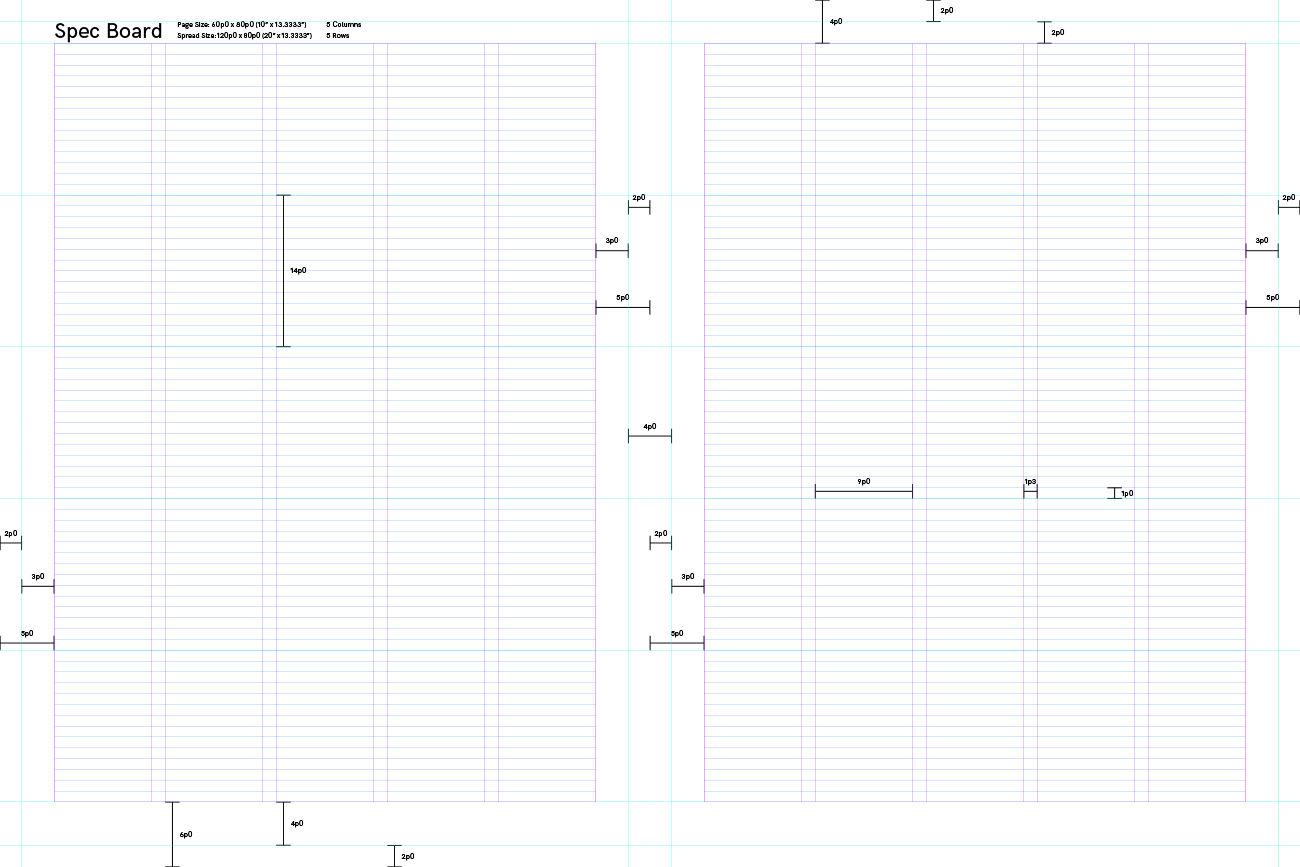 Spec Board
Page Size: 60p0 x 80p0 (10" x 13.3333")
Spread Size:120p0 x 80p0 (20" x 13.3333")
5 Columns
5 Rows
4p0
2p0
2p0
2p0
2p0
3p0
3p0
14p0
5p0
5p0
4p0
9p0
1p3
1p0
2p0
2p0
3p0
3p0
5p0
5p0
6p0
4p0
2p0